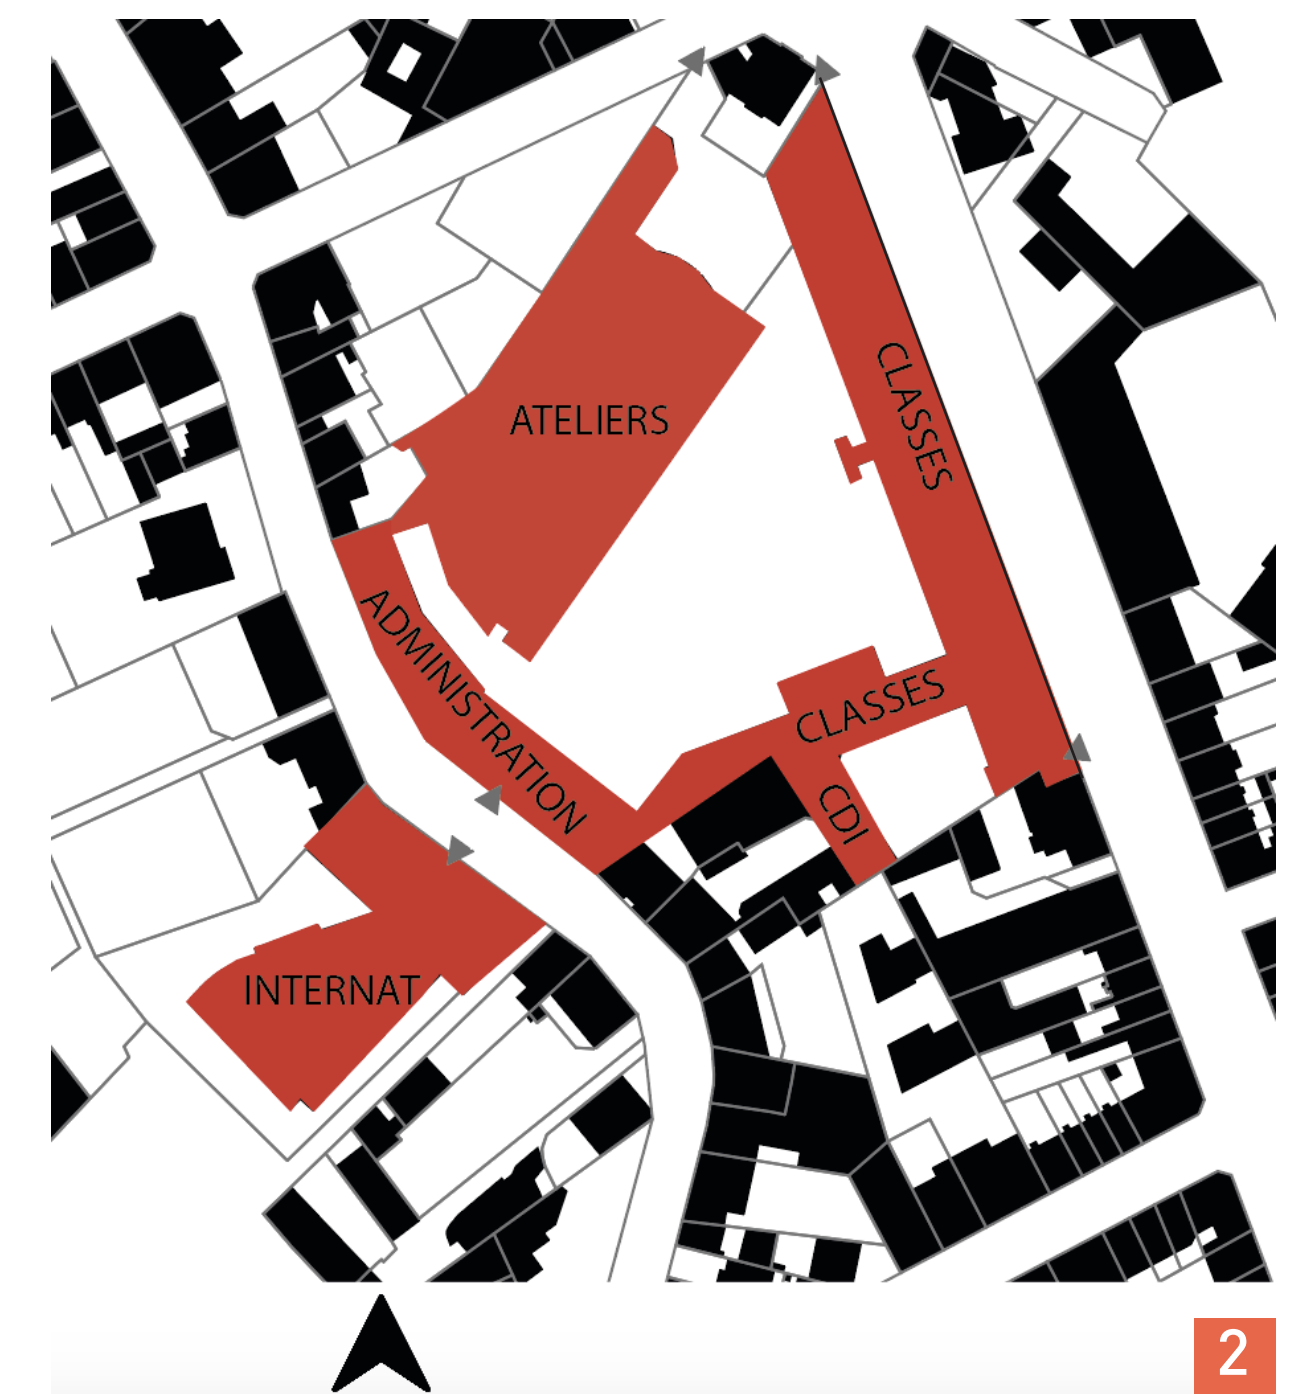 CLASSES
ATELIERS
ADMINISTRATION
CLASSES
CDI
INTERNAT
2